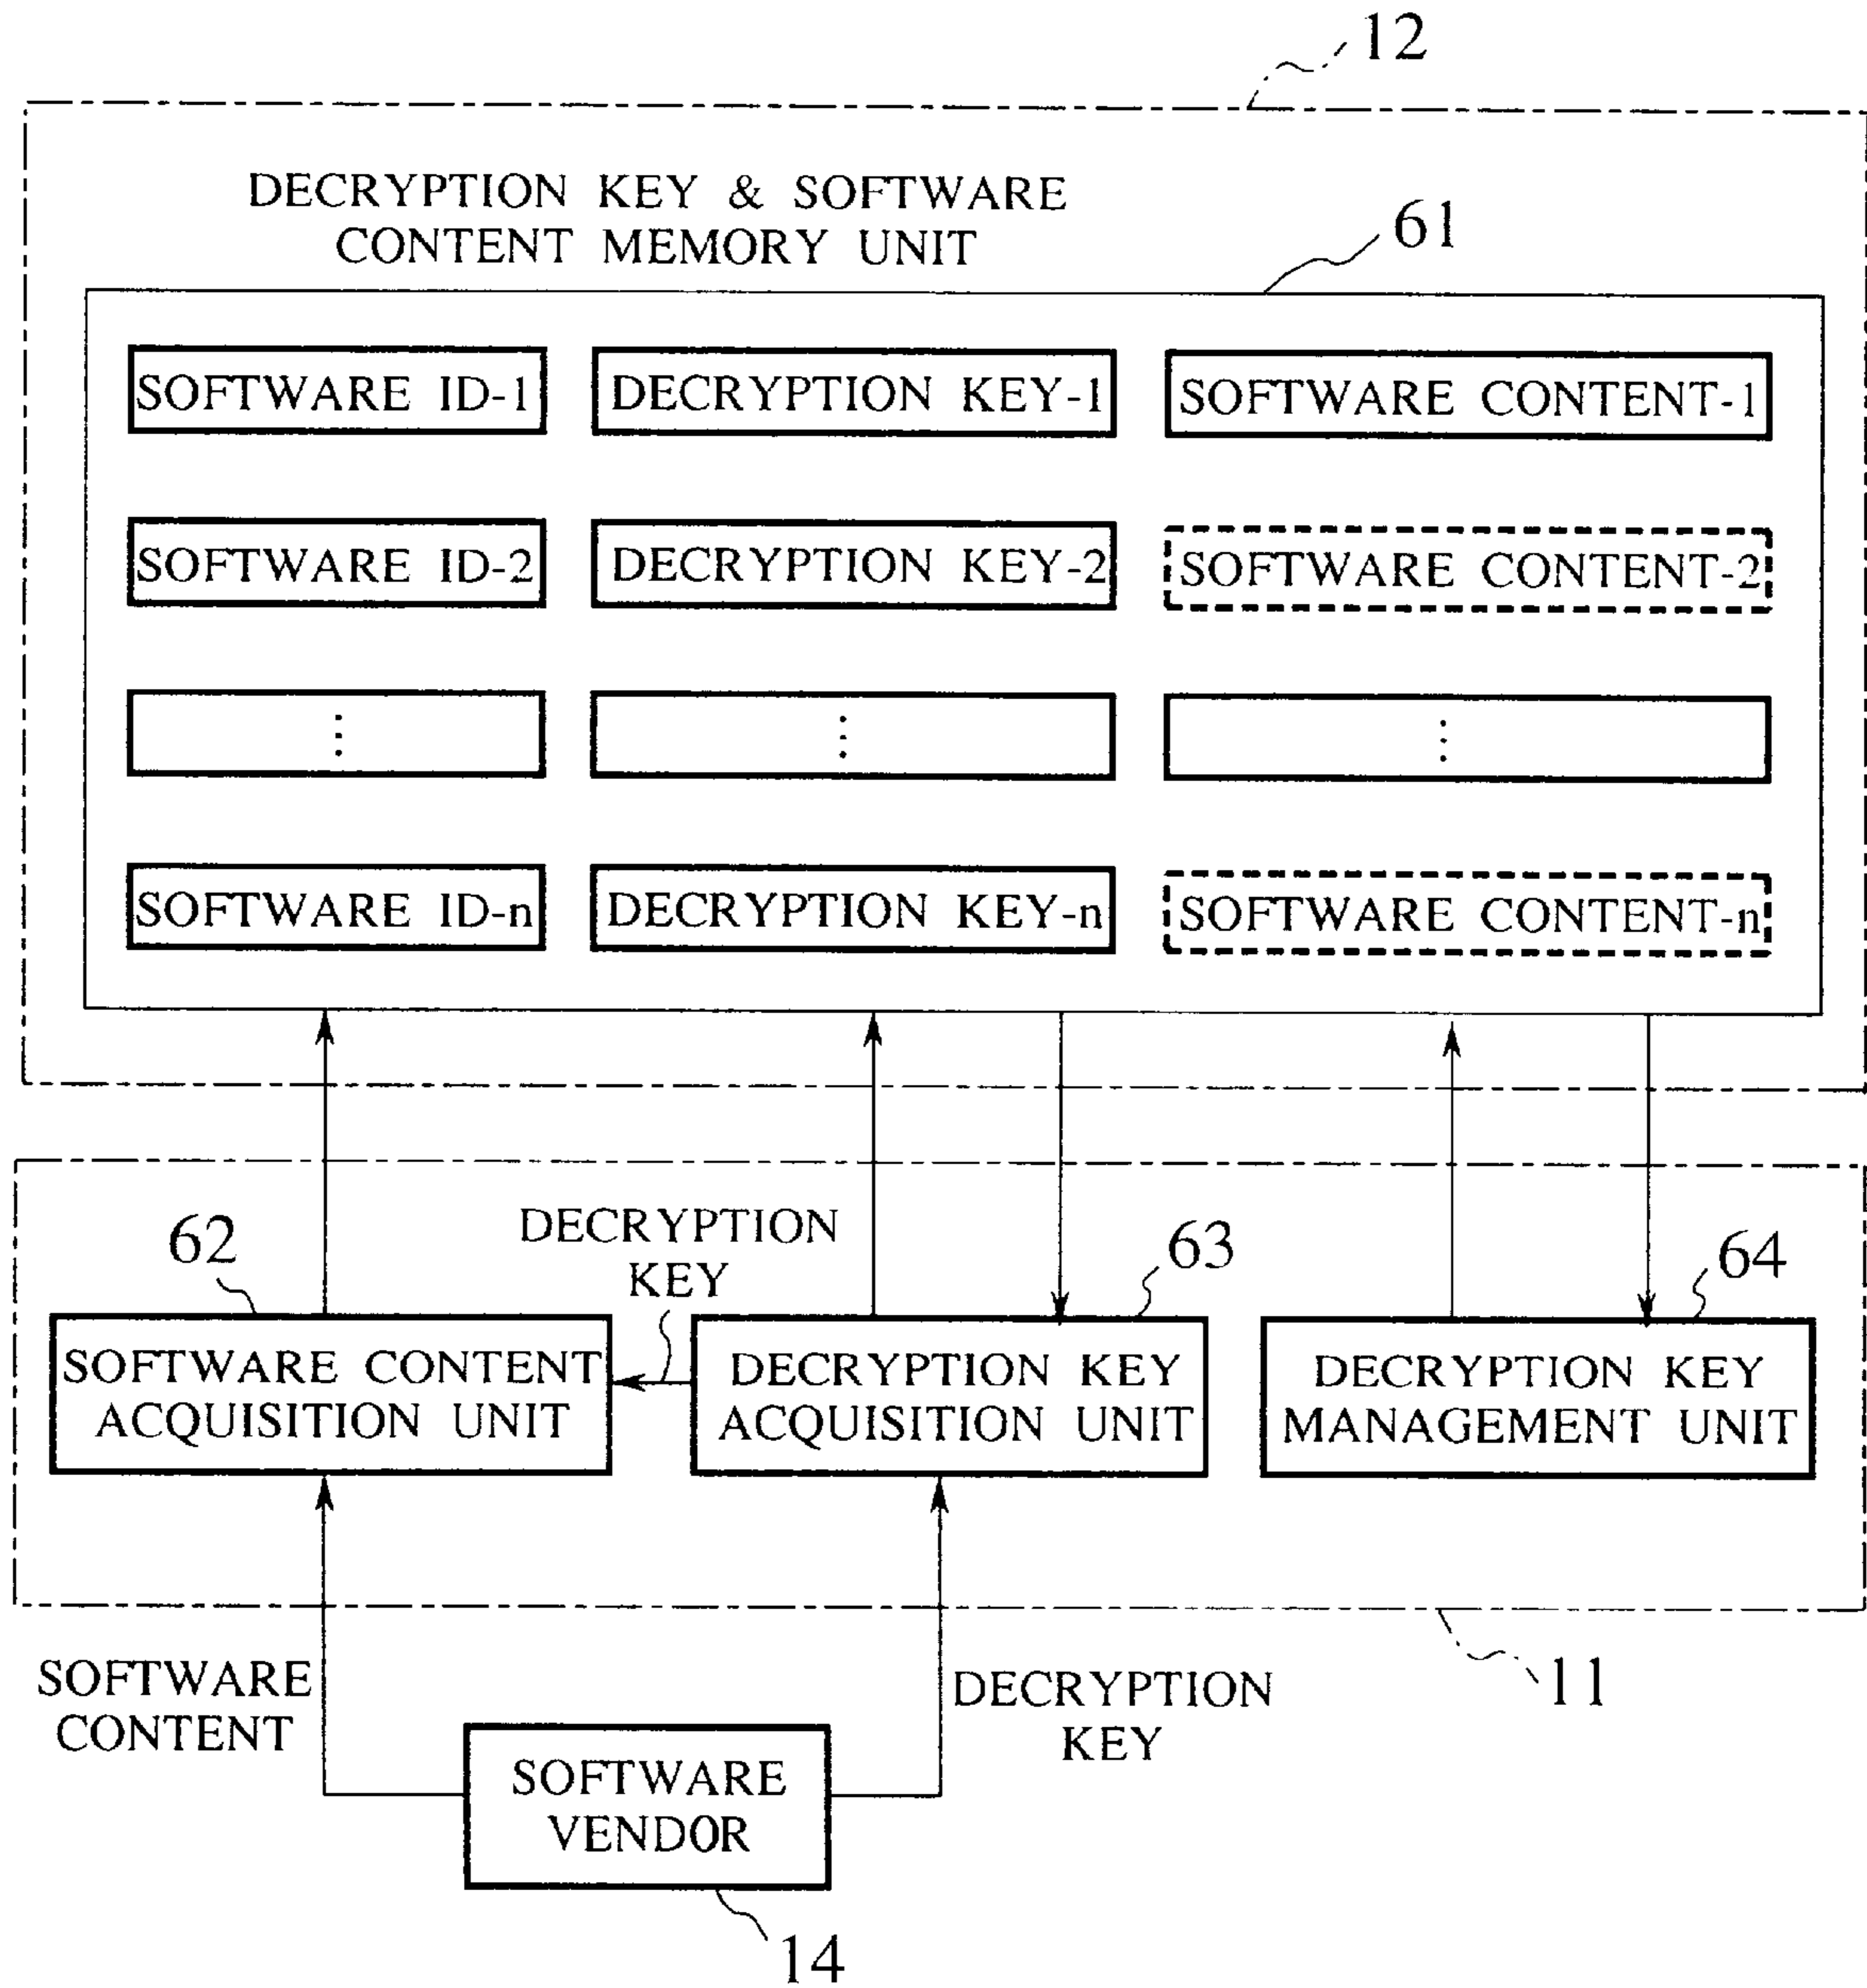 12
DECRYPTION KEY & SOFTWARE
CONTENT MEMORY UNIT
61
SOFTWARE ID-1
DECRYPTION KEY-1
SOFTWARE CONTENT-1
SOFTWARE ID-2
DECRYPTION KEY-2
SOFTWARE CONTENT-2
⋮
⋮
⋮
SOFTWARE ID-n
DECRYPTION KEY-n
SOFTWARE CONTENT-n
62
DECRYPTION
KEY
63
64
SOFTWARE CONTENT
ACQUISITION UNIT
DECRYPTION KEY
ACQUISITION UNIT
DECRYPTION KEY
MANAGEMENT UNIT
SOFTWARE
CONTENT
DECRYPTION
KEY
11
SOFTWARE
VENDOR
14